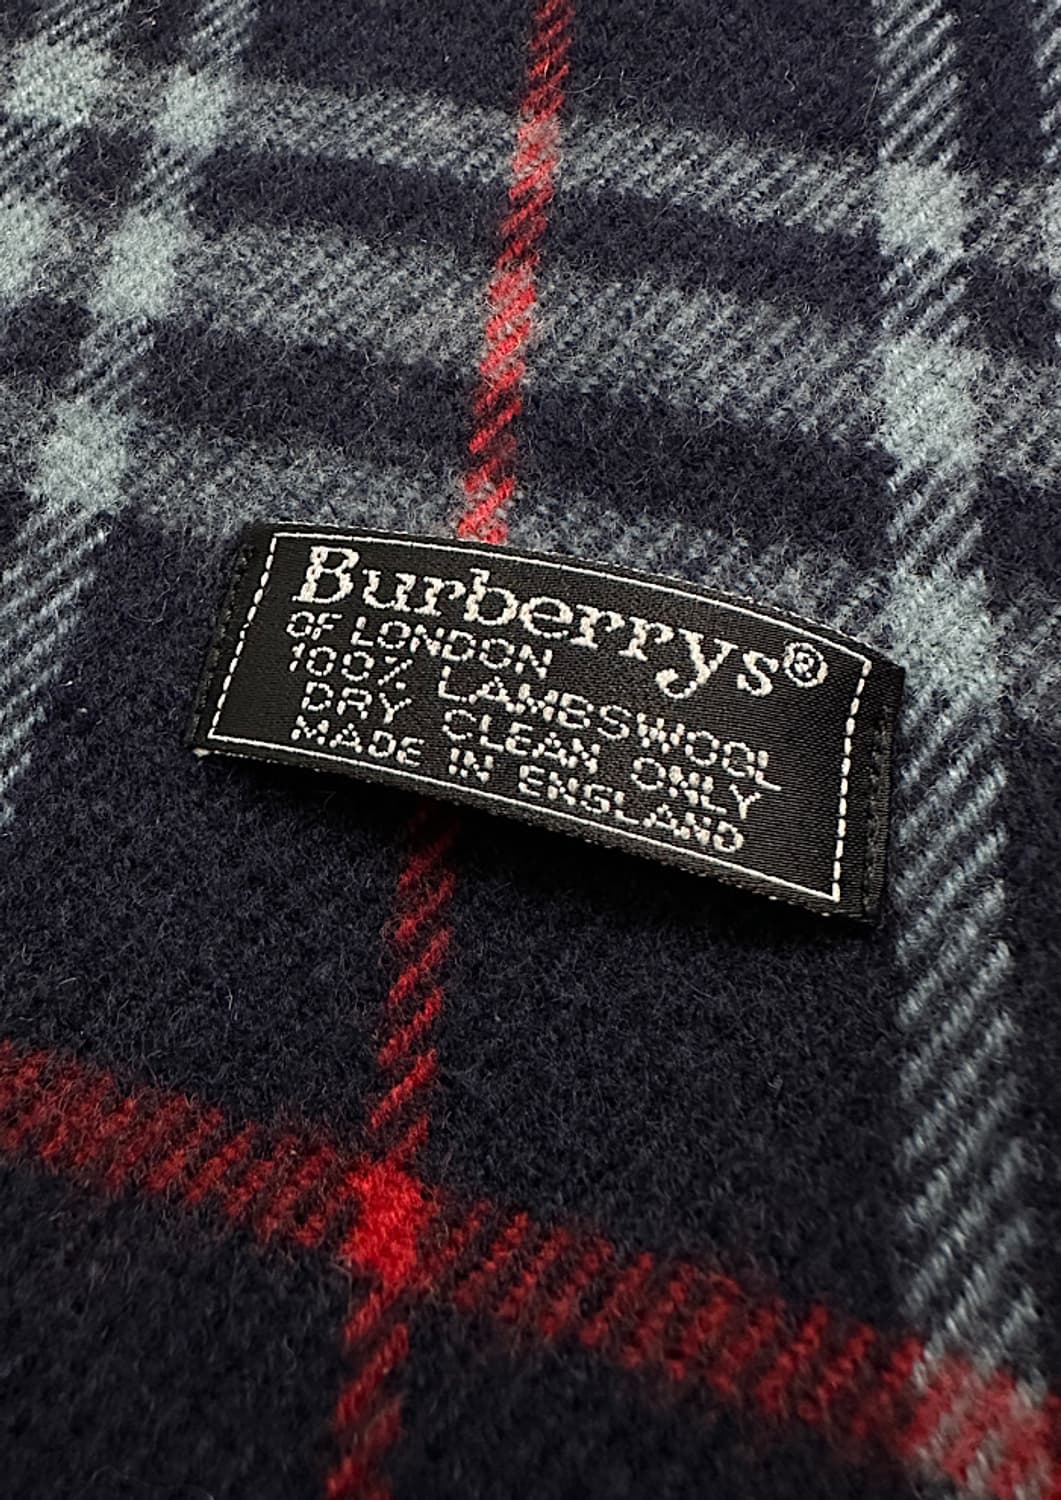 Burberrys®
OF LONDON
100% LAMBSWOOL
DRY CLEAN ONLY
MADE IN ENGLAND